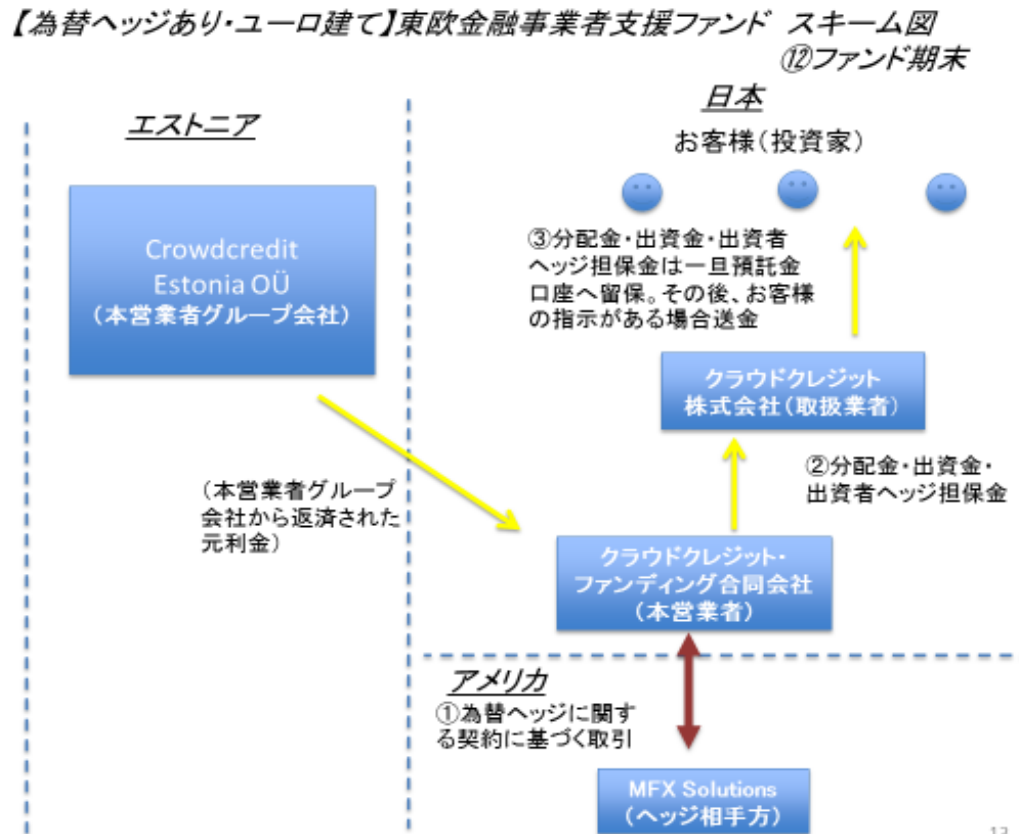 【為替ヘッジあり・ユーロ建て】東欧金融事業者支援ファンド　スキーム図
⑫ファンド期末
エストニア
日本
お客様（投資家）
Crowdcredit
Estonia OÜ
（本営業者グループ会社）
③分配金・出資金・出資者
ヘッジ担保金は一旦預託金
口座へ留保。その後、お客様
の指示がある場合送金
クラウドクレジット
株式会社（取扱業者）
②分配金・出資金・
出資者ヘッジ担保金
（本営業者グループ
会社から返済された
元利金）
クラウドクレジット・
ファンディング合同会社
（本営業者）
アメリカ
①為替ヘッジに関す
る契約に基づく取引
MFX Solutions
（ヘッジ相手方）